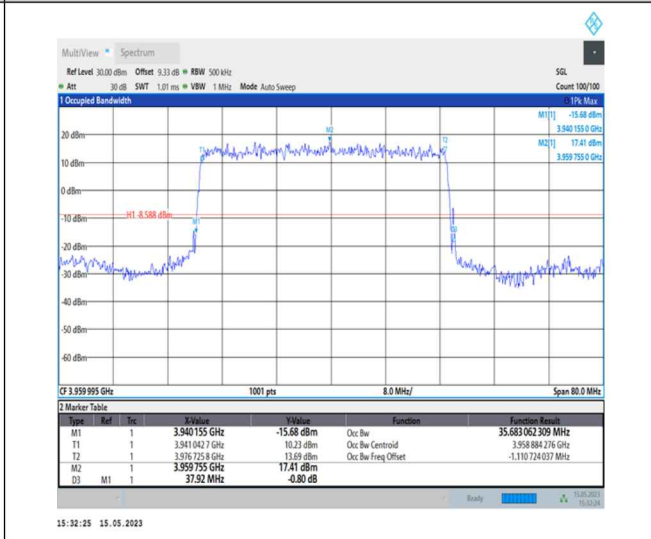 MultiView Spectrum
Ref Level 30.00 dBm Offset 9.33 dB RBW 500 kHz SGL
Att 30 dB SWT 1.01 ms VBW 1 MHz Mode Auto Sweep Count 100/100
1 Occupied Bandwidth 1Pk Max
M1[1] -15.68 dBm
3.940 155 0 GHz
M2[1] 17.41 dBm
3.959 755 0 GHz
20 dBm
M2
T1
T2
10 dBm
0 dBm
-10 dBm
H1 -8.588 dBm
M1
D3
-20 dBm
-30 dBm
-40 dBm
-50 dBm
-60 dBm
CF 3.959 995 GHz 1001 pts 8.0 MHz/ Span 80.0 MHz
2 Marker Table
Type Ref Trc X-Value Y-Value Function Function Result
M1 1 3.940 155 GHz -15.68 dBm Occ Bw 35.683 062 309 MHz
T1 1 3.941 042 7 GHz 10.23 dBm Occ Bw Centroid 3.958 884 276 GHz
T2 1 3.976 725 8 GHz 13.69 dBm Occ Bw Freq Offset -1.110 724 037 MHz
M2 1 3.959 755 GHz 17.41 dBm
D3 M1 1 37.92 MHz -0.80 dB
Ready 15.05.2023
15:32:24
15:32:25 15.05.2023